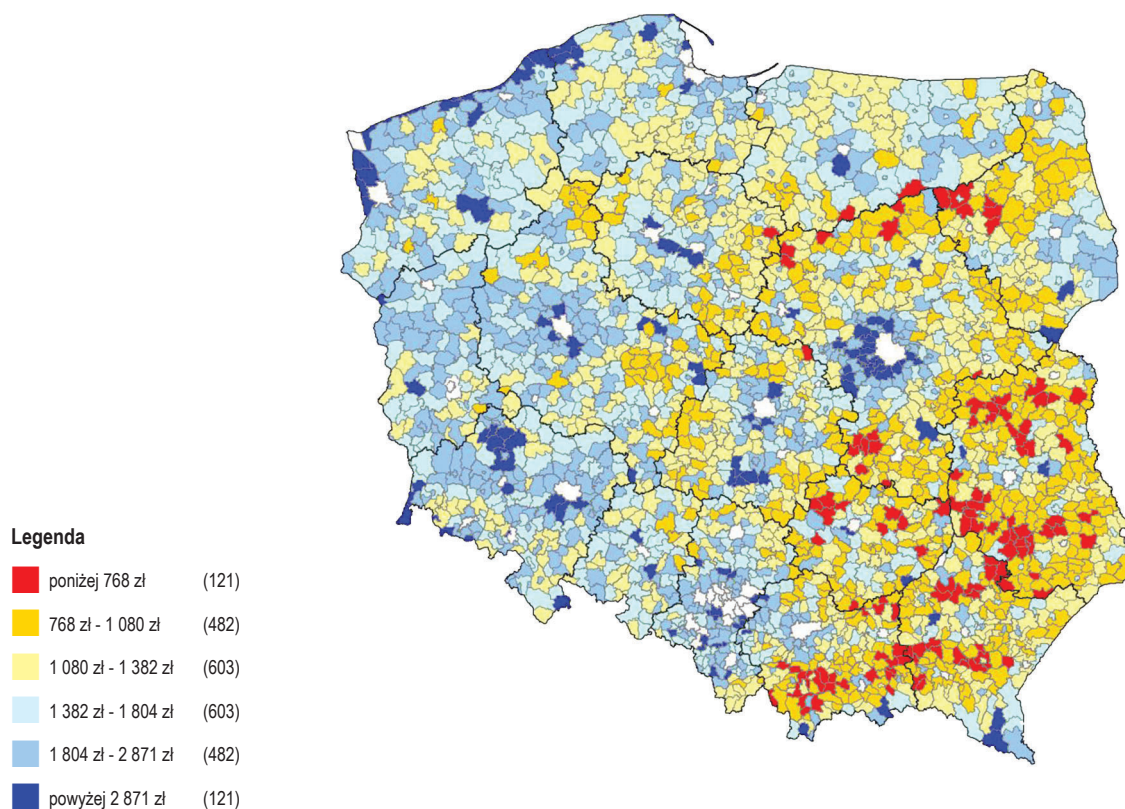 Legenda
poniżej 768 zł (121)
768 zł - 1 080 zł (482)
1 080 zł - 1 382 zł (603)
1 382 zł - 1 804 zł (603)
1 804 zł - 2 871 zł (482)
powyżej 2 871 zł (121)